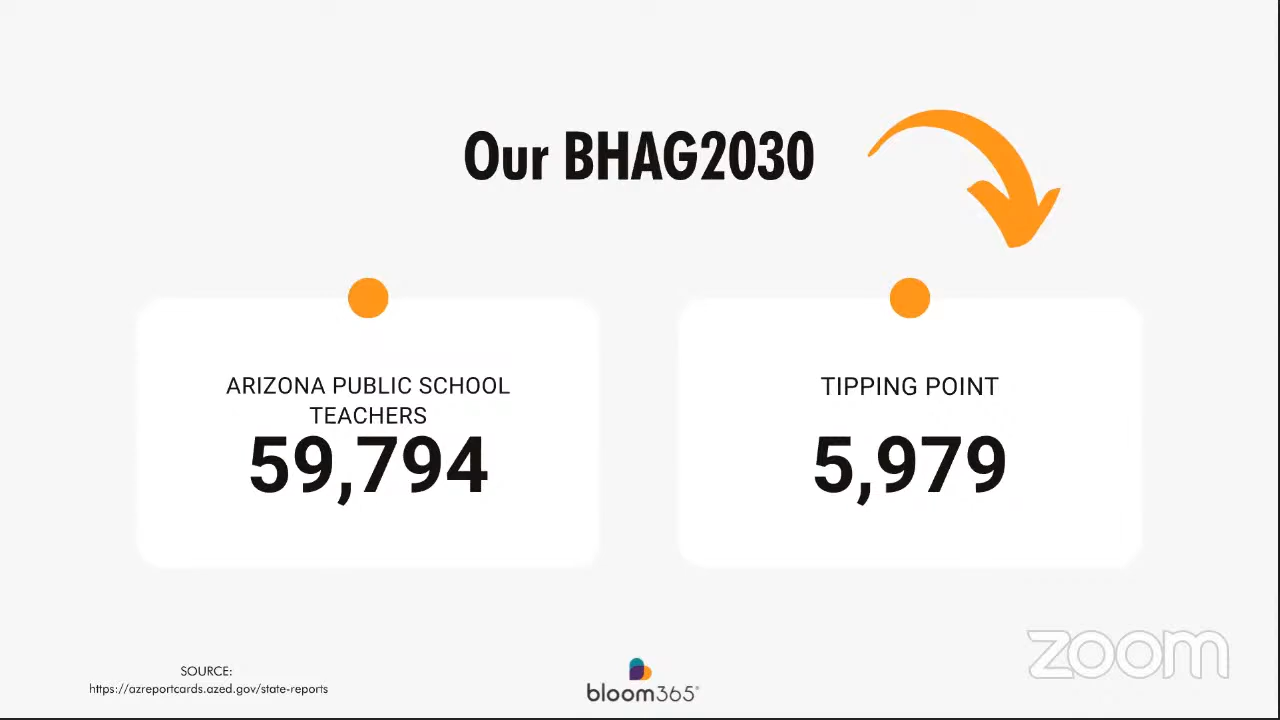 Our BHAG2030
ARIZONA PUBLIC SCHOOL
TEACHERS
59,794
TIPPING POINT
5,979
SOURCE:
https://azreportcards.azed.gov/state-reports
bloom365®
zoom